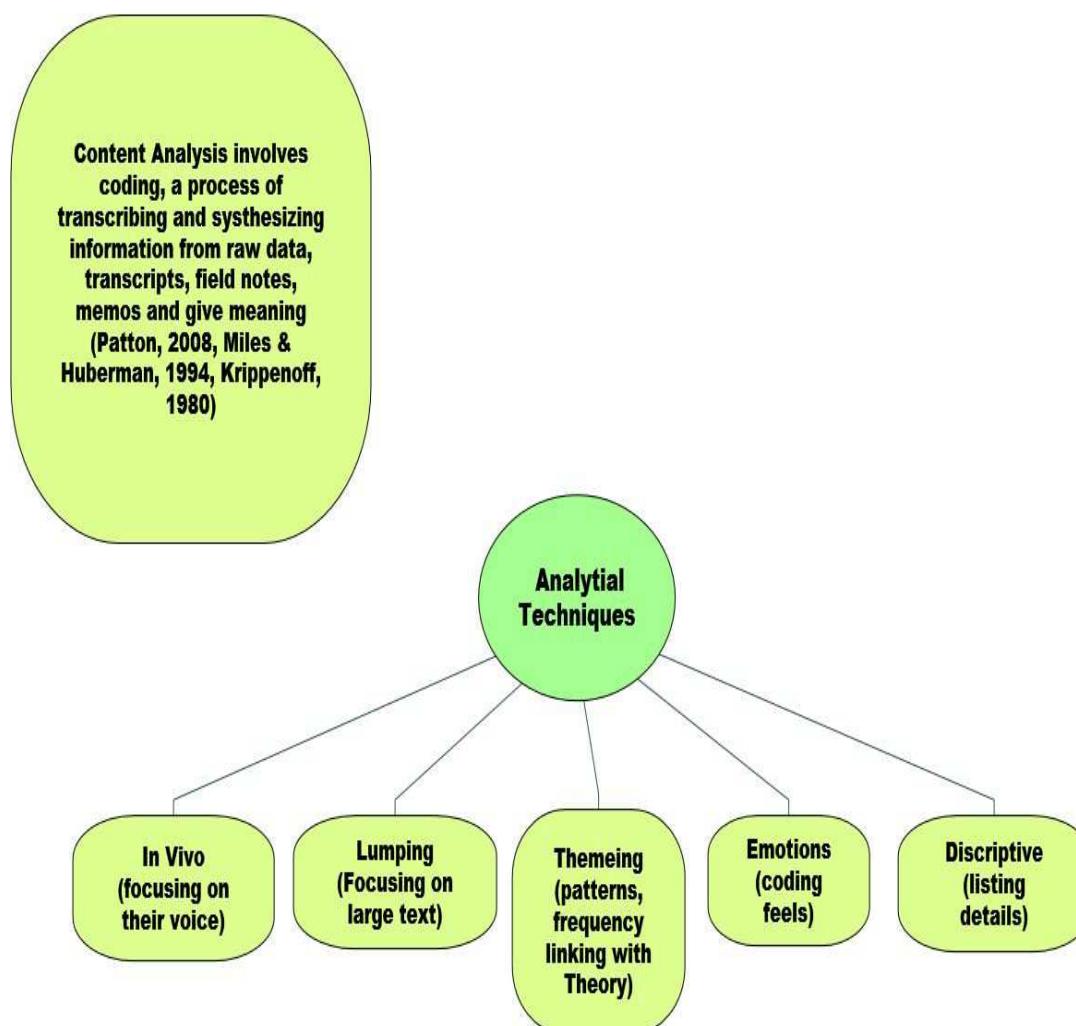 Content Analysis involves
coding, a process of
transcribing and systhesizing
information from raw data,
transcripts, field notes,
memos and give meaning
(Patton, 2008, Miles &
Huberman, 1994, Krippenoff,
1980)
Analytial
Techniques
In Vivo
(focusing on
their voice)
Lumping
(Focusing on
large text)
Themeing
(patterns,
frequency
linking with
Theory)
Emotions
(coding
feels)
Discriptive
(listing
details)